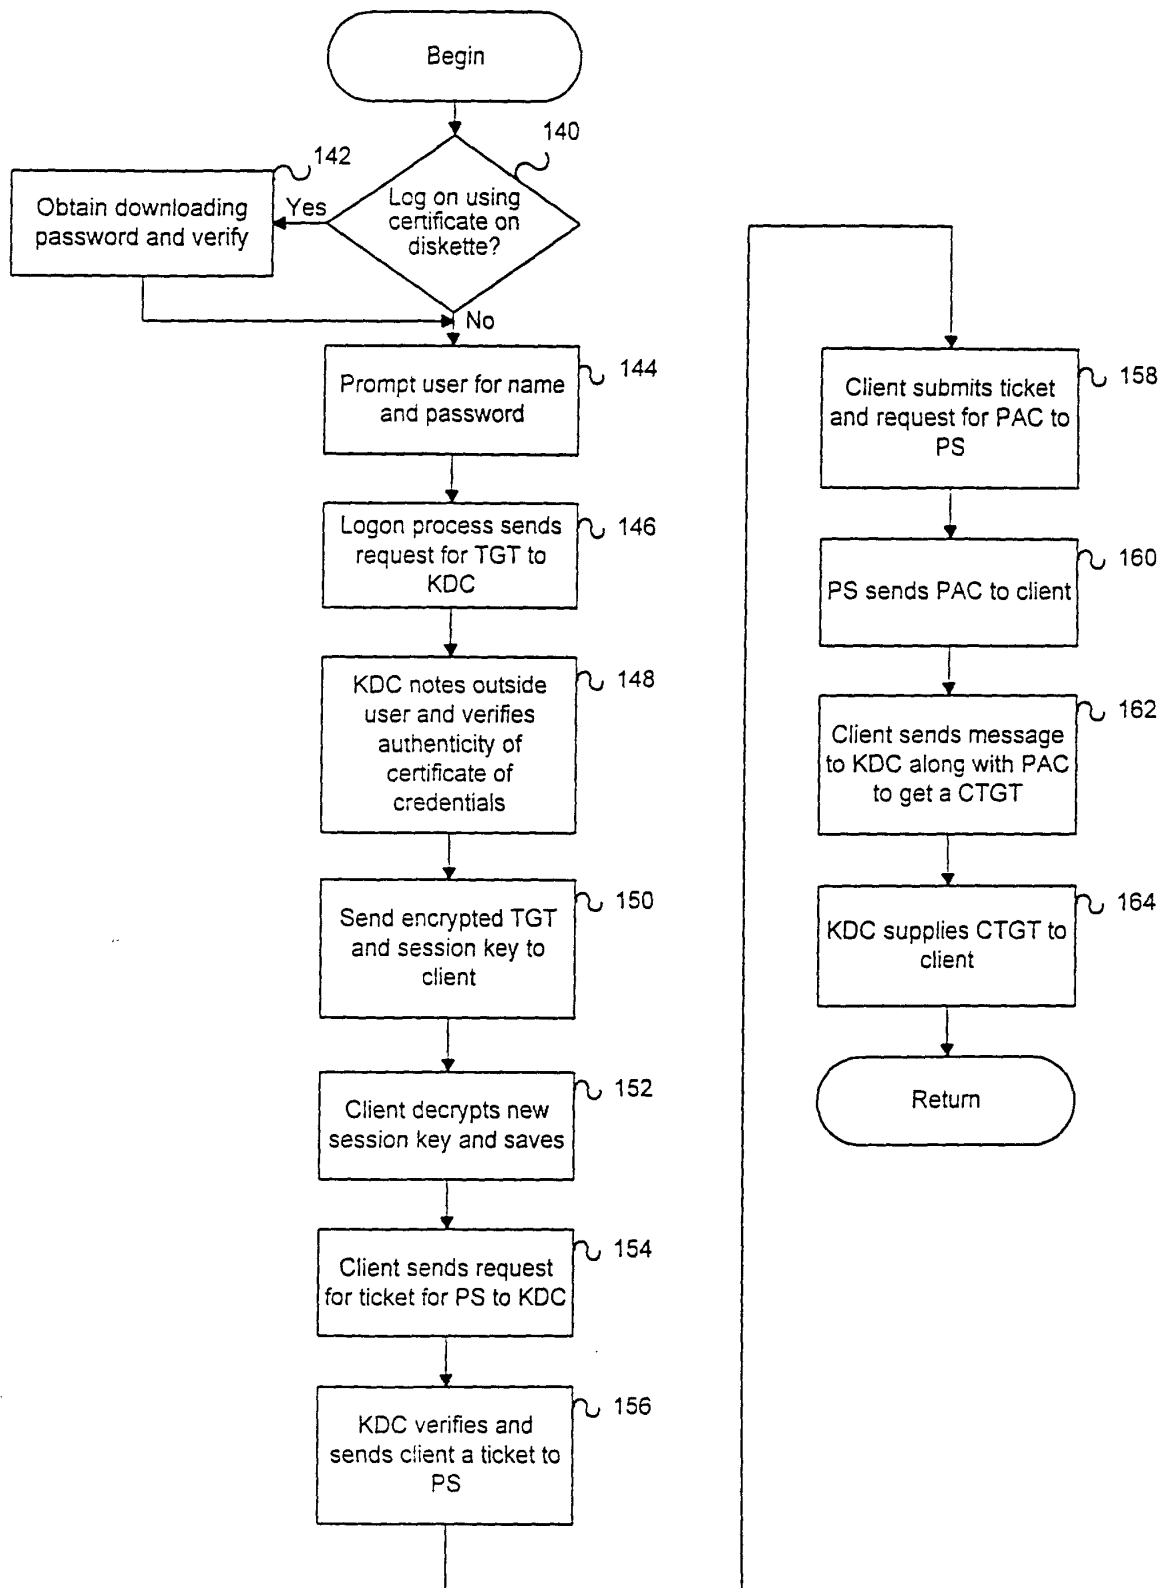 Begin
140
Log on using
certificate on
diskette?
Yes
142
Obtain downloading
password and verify
No
144
Prompt user for name
and password
146
Logon process sends
request for TGT to
KDC
148
KDC notes outside
user and verifies
authenticity of
certificate of
credentials
150
Send encrypted TGT
and session key to
client
152
Client decrypts new
session key and saves
154
Client sends request
for ticket for PS to KDC
156
KDC verifies and
sends client a ticket to
PS
158
Client submits ticket
and request for PAC to
PS
160
PS sends PAC to client
162
Client sends message
to KDC along with PAC
to get a CTGT
164
KDC supplies CTGT to
client
Return